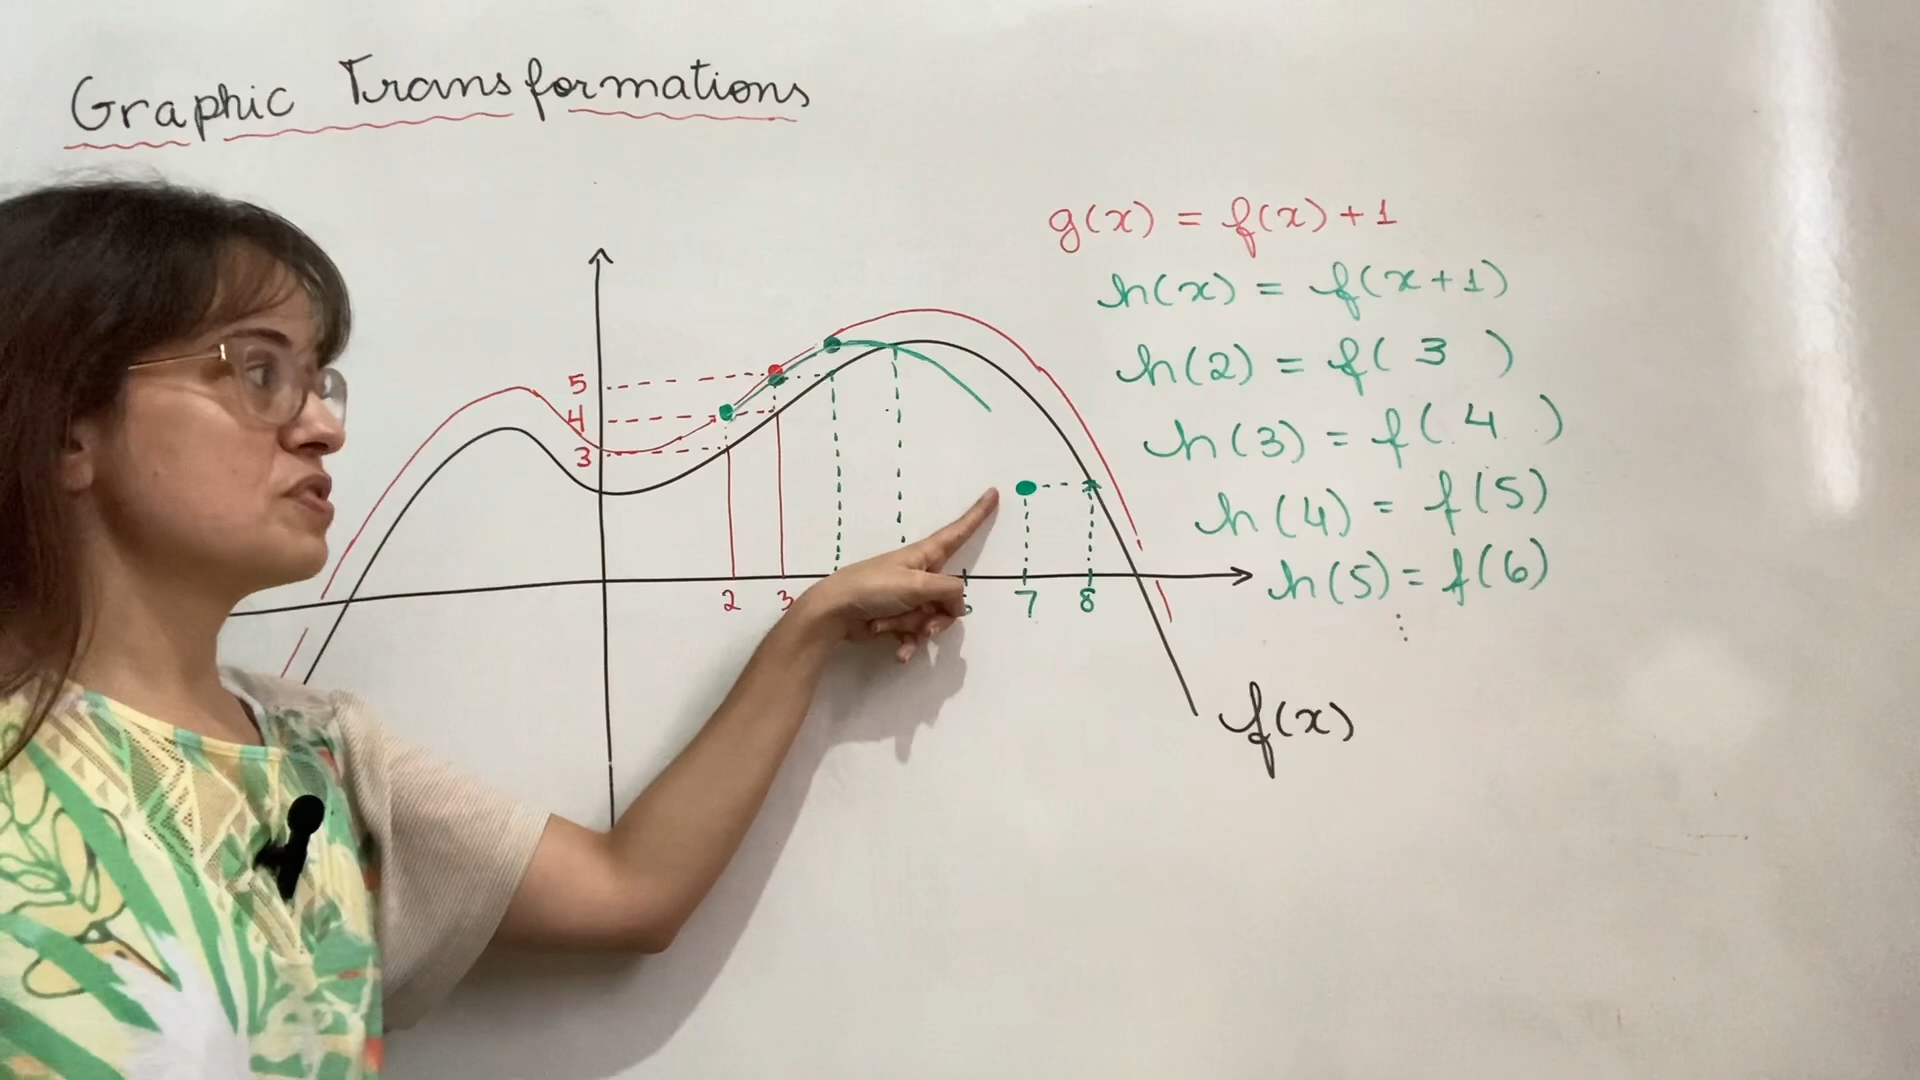 Graphic Transformations
g(x) = f(x)+1
h(x) = f(x+1)
h(2) = f( 3 )
h(3) = f( 4 )
h(4) = f(5)
h(5) = f(6)
⋮
5
4
3
2 3 7 8
f(x)